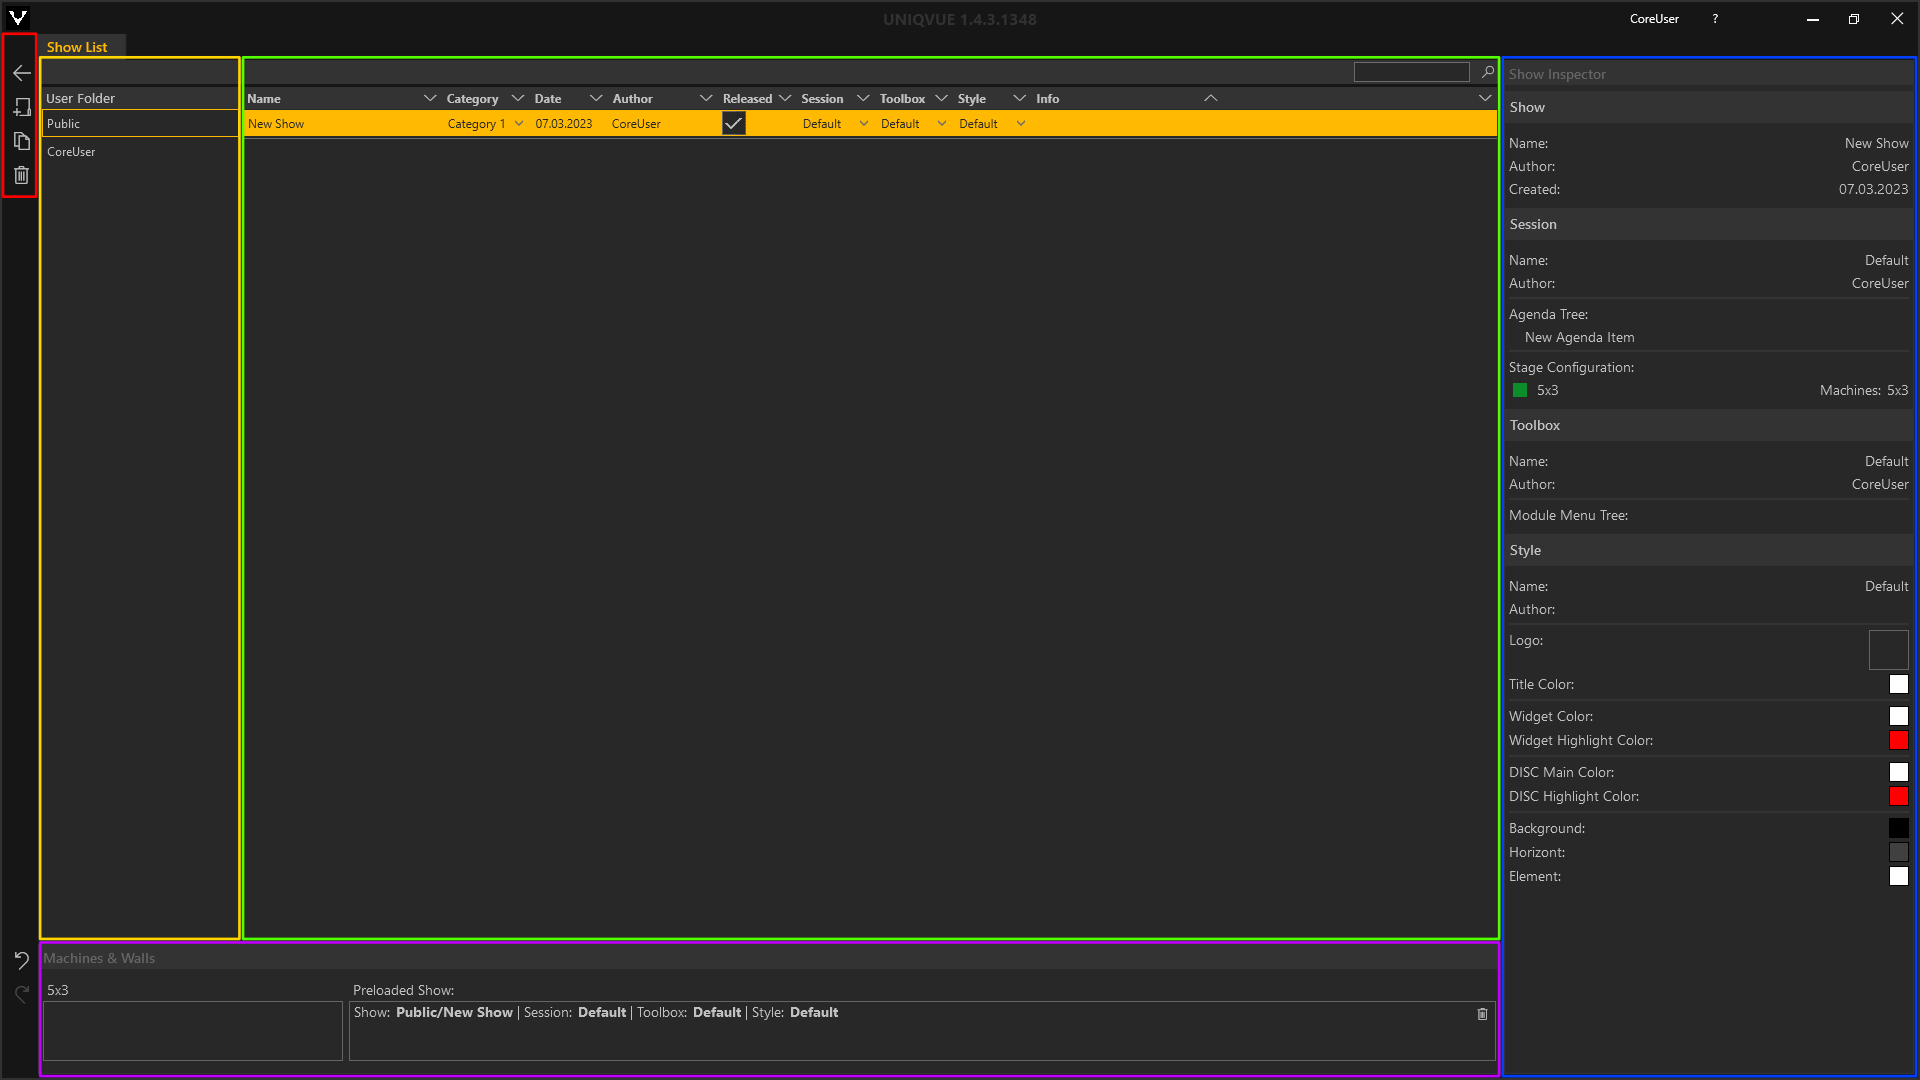 UNIQVUE 1.4.3.1348
CoreUser ?
Show List
User Folder
Public
CoreUser
Name Category Date Author Released Session Toolbox Style Info
New Show Category 1 07.03.2023 CoreUser Default Default Default
Machines & Walls
5x3 Preloaded Show:
Show: Public/New Show | Session: Default | Toolbox: Default | Style: Default
Show Inspector
Show
Name: New Show
Author: CoreUser
Created: 07.03.2023
Session
Name: Default
Author: CoreUser
Agenda Tree:
New Agenda Item
Stage Configuration:
5x3 Machines: 5x3
Toolbox
Name: Default
Author: CoreUser
Module Menu Tree:
Style
Name: Default
Author:
Logo:
Title Color:
Widget Color:
Widget Highlight Color:
DISC Main Color:
DISC Highlight Color:
Background:
Horizont:
Element: